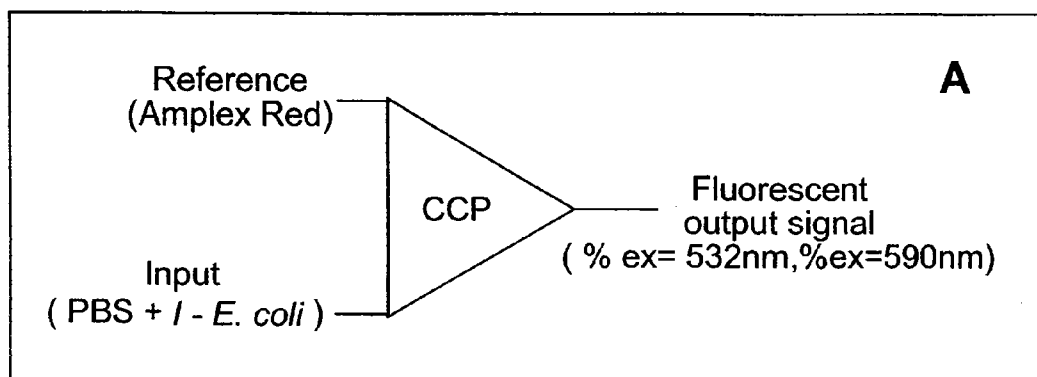 A
Reference
(Amplex Red)
CCP
Fluorescent
output signal
( % ex= 532nm,%ex=590nm)
Input
( PBS + I - E. coli )